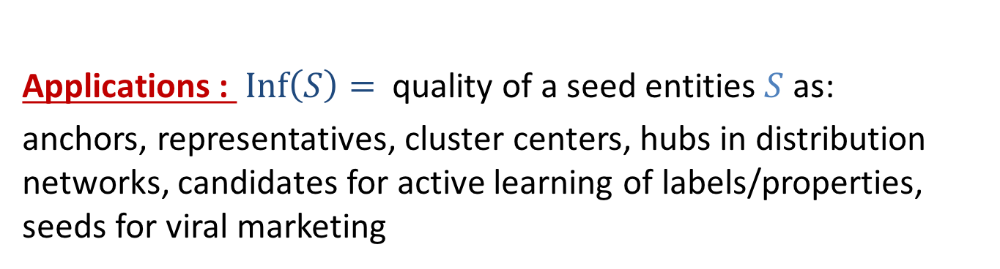 Applications : Inf(S) = quality of a seed entities S as:
anchors, representatives, cluster centers, hubs in distribution
networks, candidates for active learning of labels/properties,
seeds for viral marketing